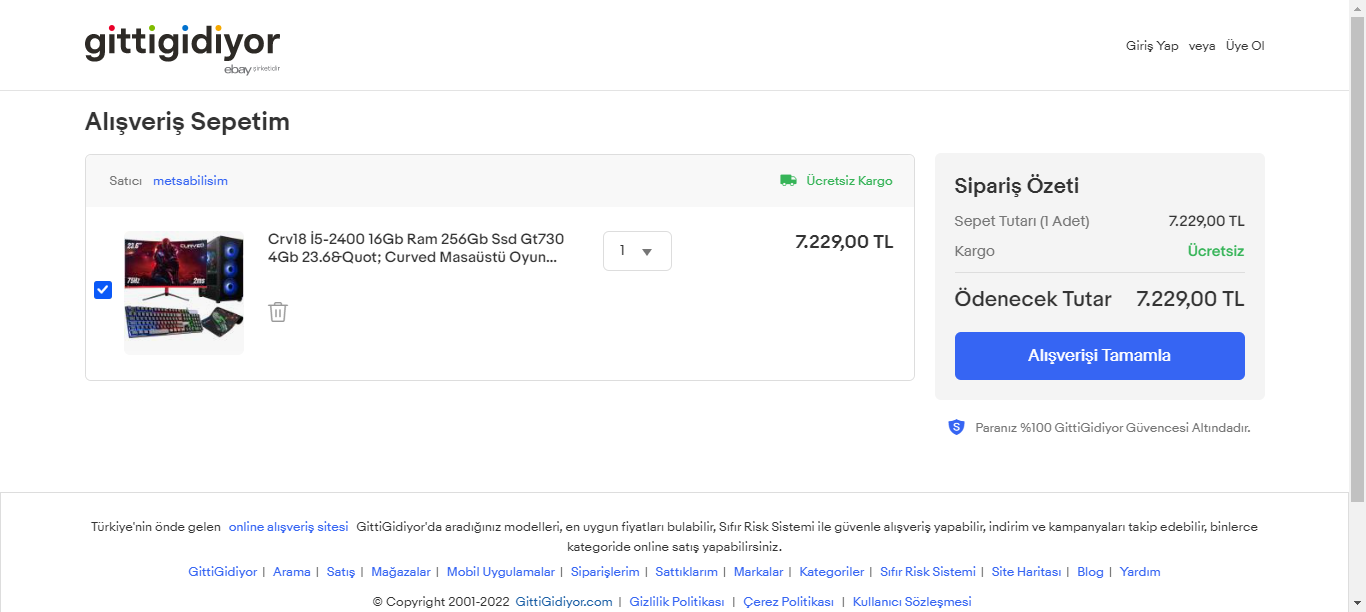 gittigidiyor
ebay şirketidir
Giriş Yap veya Üye Ol
Alışveriş Sepetim
Satıcı metsabilisim
Ücretsiz Kargo
23.6" CURVED
75Hz 2ms
Crv18 İ5-2400 16Gb Ram 256Gb Ssd Gt730
4Gb 23.6&Quot; Curved Masaüstü Oyun...
1
7.229,00 TL
Sipariş Özeti
Sepet Tutarı (1 Adet) 7.229,00 TL
Kargo Ücretsiz
Ödenecek Tutar 7.229,00 TL
Alışverişi Tamamla
S Paranız %100 GittiGidiyor Güvencesi Altındadır.
Türkiye'nin önde gelen online alışveriş sitesi GittiGidiyor'da aradığınız modelleri, en uygun fiyatları bulabilir, Sıfır Risk Sistemi ile güvenle alışveriş yapabilir, indirim ve kampanyaları takip edebilir, binlerce
kategoride online satış yapabilirsiniz.
GittiGidiyor | Arama | Satış | Mağazalar | Mobil Uygulamalar | Siparişlerim | Sattıklarım | Markalar | Kategoriler | Sıfır Risk Sistemi | Site Haritası | Blog | Yardım
© Copyright 2001-2022 GittiGidiyor.com | Gizlilik Politikası | Çerez Politikası | Kullanıcı Sözleşmesi